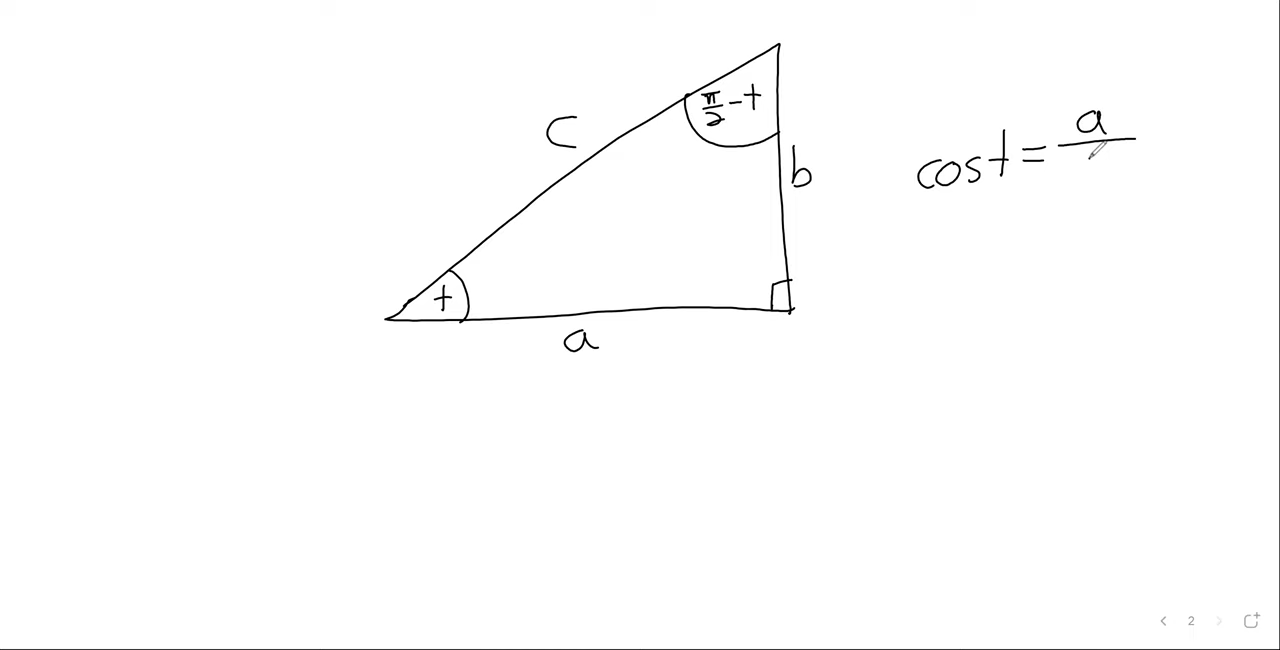 C
π/2 - t
b
t
a
cos t = a/
2